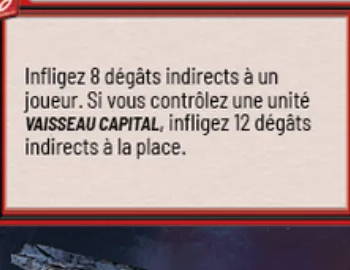 Infligez 8 dégâts indirects à un
joueur. Si vous contrôlez une unité
VAISSEAU CAPITAL, infligez 12 dégâts
indirects à la place.